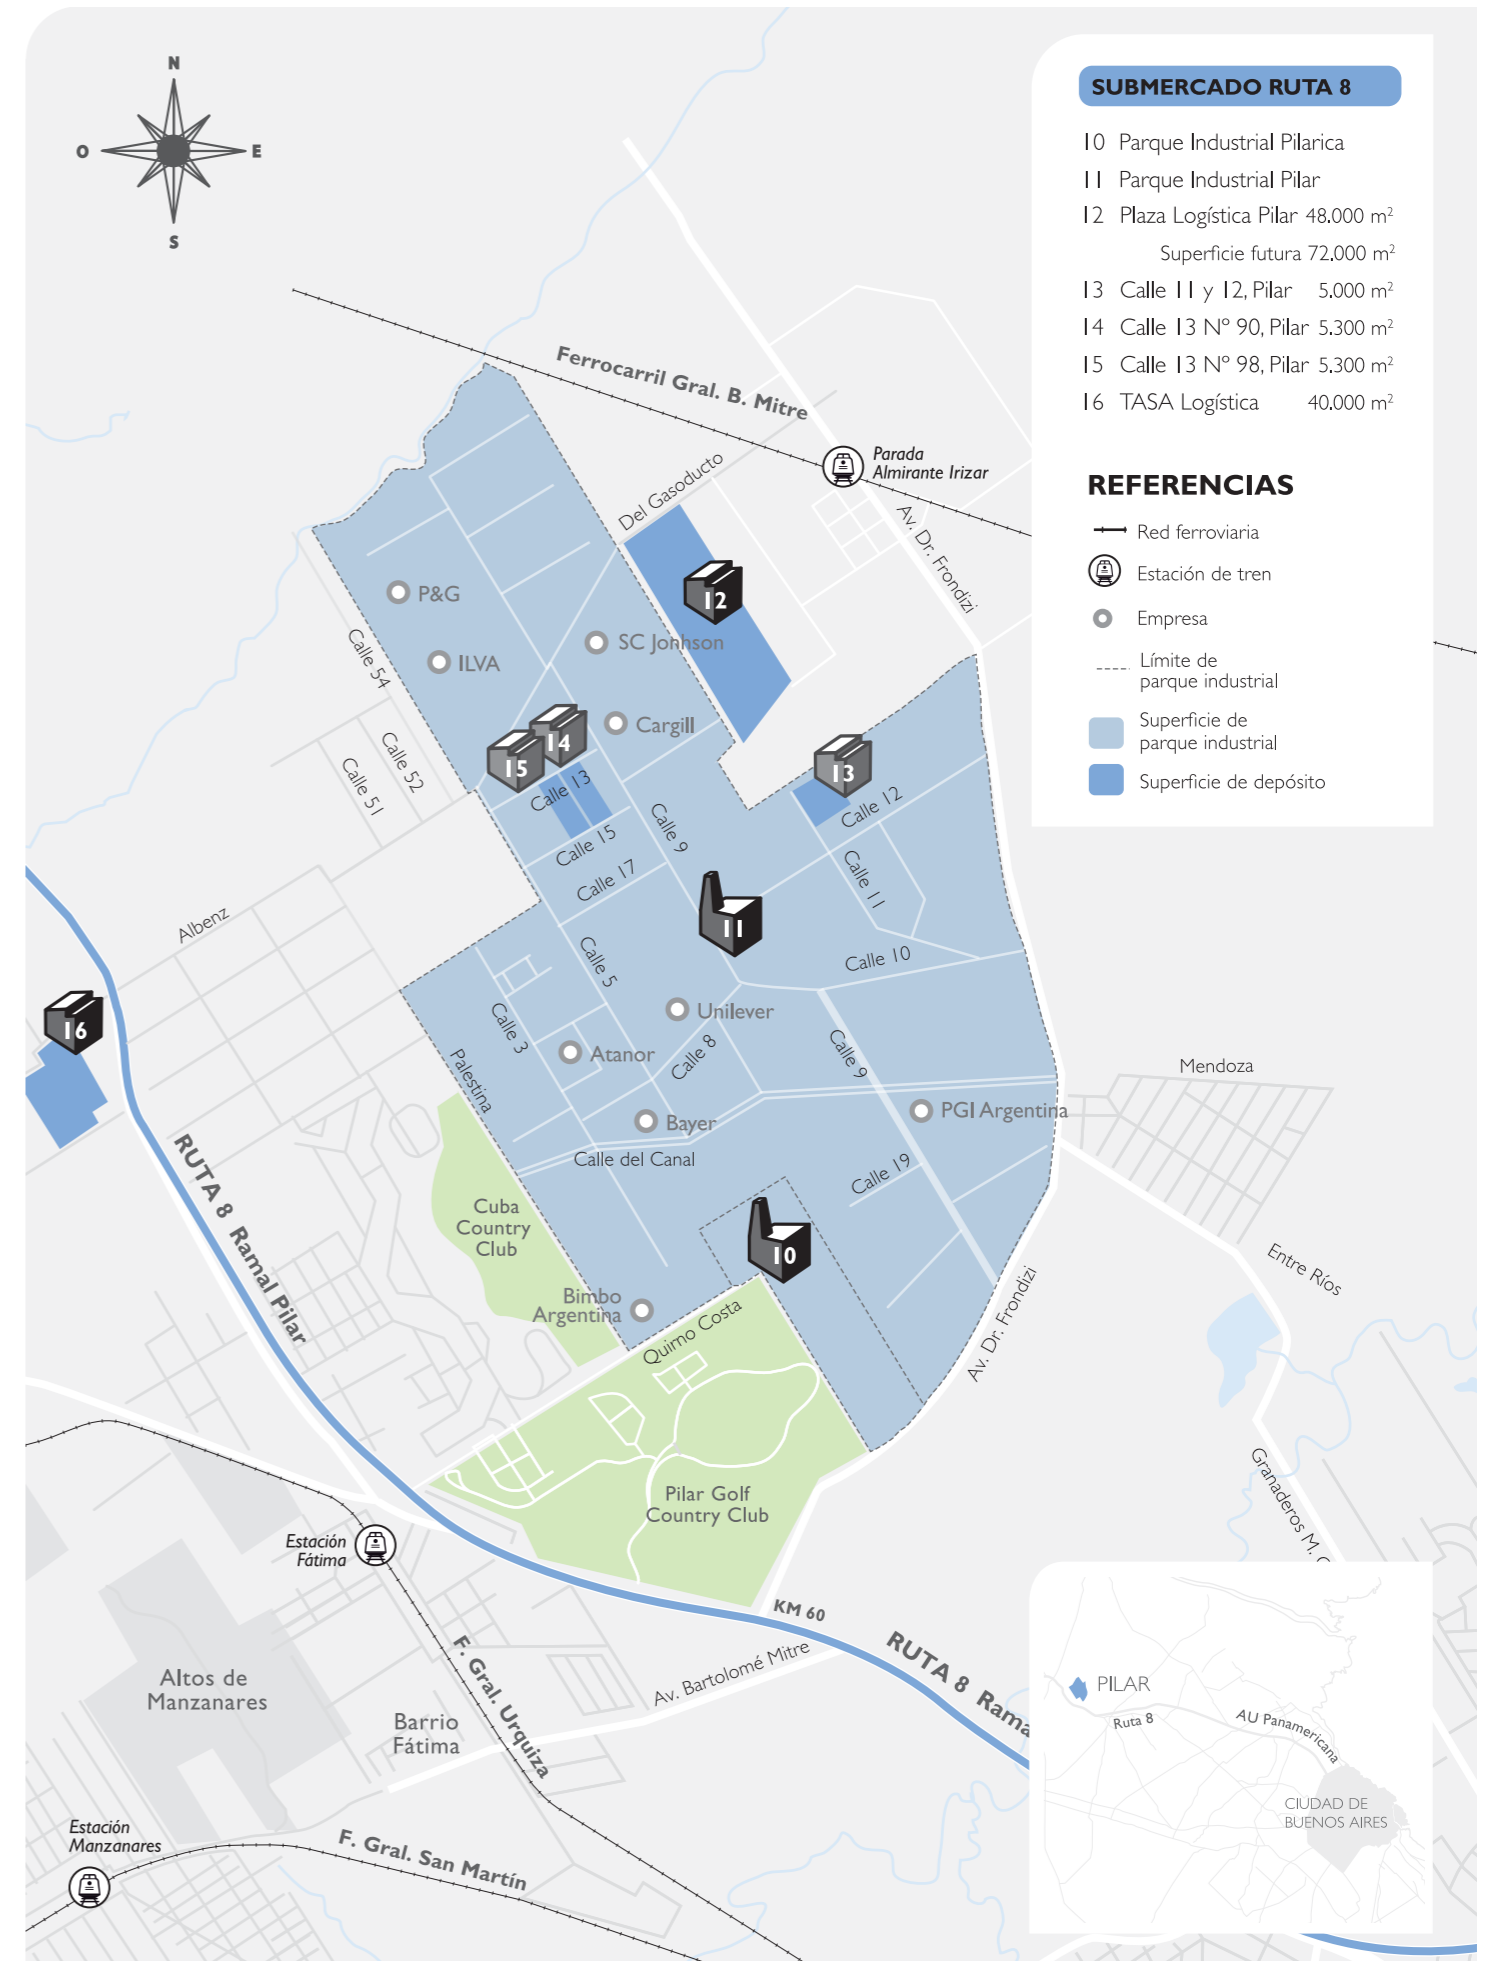 N
O
E
S
SUBMERCADO RUTA 8
10 Parque Industrial Pilarica
11 Parque Industrial Pilar
12 Plaza Logística Pilar 48.000 m²
Superficie futura 72.000 m²
13 Calle 11 y 12, Pilar 5.000 m²
14 Calle 13 Nº 90, Pilar 5.300 m²
15 Calle 13 Nº 98, Pilar 5.300 m²
16 TASA Logística 40.000 m²
REFERENCIAS
Red ferroviaria
Estación de tren
Empresa
Límite de
parque industrial
Superficie de
parque industrial
Superficie de depósito
Ferrocarril Gral. B. Mitre
Parada
Almirante Irizar
Del Gasoducto
Av. Dr. Frondizi
12
P&G
SC Jonhson
ILVA
Calle 54
Cargill
14
15
13
Calle 52
Calle 51
Calle 13
Calle 12
Calle 9
Calle 15
Calle 17
Calle 11
11
Albenz
Calle 5
Calle 10
16
Unilever
Calle 3
Atanor
Calle 8
Calle 9
Palestina
Mendoza
PGI Argentina
Bayer
Calle del Canal
Calle 19
RUTA 8 Ramal Pilar
Cuba
Country
Club
10
Entre Ríos
Bimbo
Argentina
Quirno Costa
Av. Dr. Frondizi
Pilar Golf
Country Club
Granaderos M. C
Estación
Fátima
KM 60
RUTA 8 Rama
Av. Bartolomé Mitre
F. Gral. Urquiza
Altos de
Manzanares
Barrio
Fátima
Estación
Manzanares
F. Gral. San Martín
PILAR
Ruta 8
AU Panamericana
CIUDAD DE
BUENOS AIRES